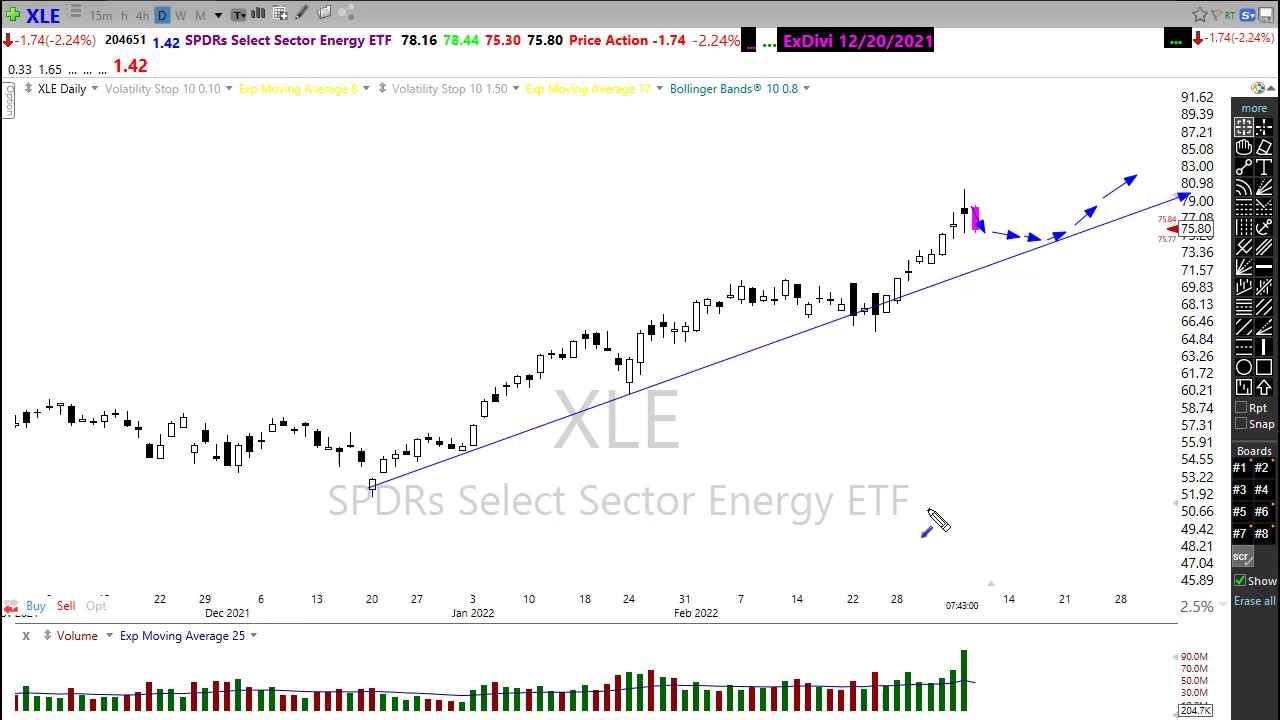 XLE 15m h 4h D W M T RT S
-1.74(-2.24%) 204651 1.42 SPDRs Select Sector Energy ETF 78.16 78.44 75.30 75.80 Price Action -1.74 -2.24% ... ... ExDivi 12/20/2021 ... -1.74(-2.24%)
0.33 1.65 ... ... ... 1.42
Option XLE Daily Volatility Stop 10 0.10 Exp Moving Average 8 Volatility Stop 10 1.50 Exp Moving Average 17 Bollinger Bands® 10 0.8
more
91.62
89.39
87.21
85.08
83.00
80.98
79.00
77.08
75.84
75.80
75.77
73.36
71.57
69.83
68.13
66.46
64.84
63.26
61.72
60.21
58.74
57.31
55.91
54.55
53.22
51.92
50.66
49.42
48.21
47.04
45.89
XLE
SPDRs Select Sector Energy ETF
T
Rpt
Snap
Boards
#1 #2
#3 #4
#5 #6
#7 #8
scr
Show
Erase all
22 29 6 13 20 27 3 10 18 24 31 7 14 22 28 07:43:00 14 21 28
Dec 2021 Jan 2022 Feb 2022
Buy Sell Opt 2.5%
x Volume Exp Moving Average 25
90.0M
70.0M
50.0M
30.0M
204.7K